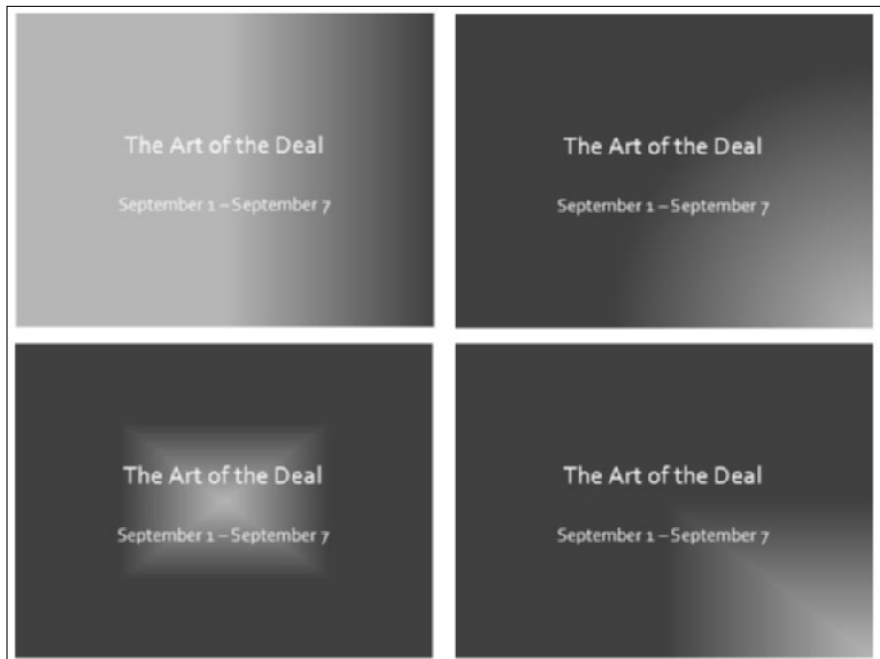 The Art of the Deal
September 1 – September 7
The Art of the Deal
September 1 – September 7
The Art of the Deal
September 1 – September 7
The Art of the Deal
September 1 – September 7